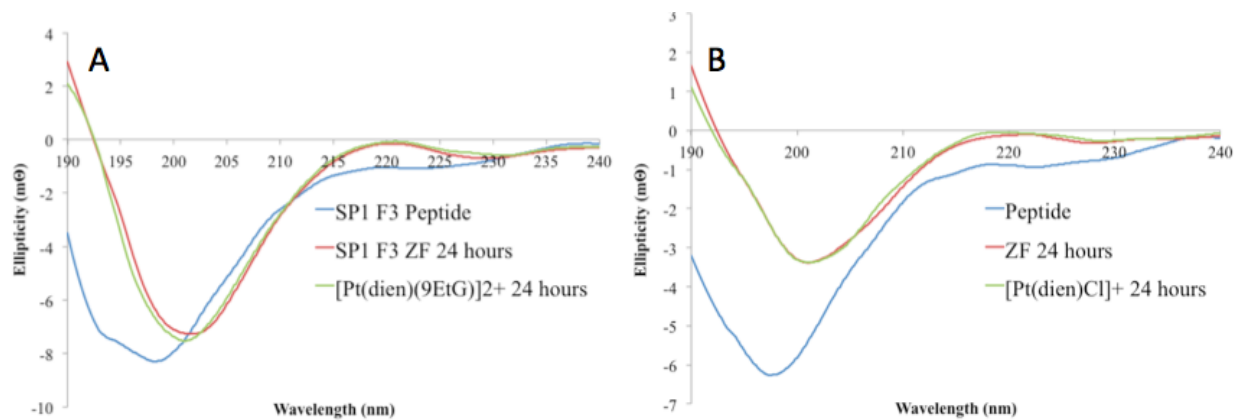 A
4
2
0
190 195 200 205 210 215 220 225 230 235 240
-2
-4
-6
-8
-10
Ellipticity (mΘ)
SP1 F3 Peptide
SP1 F3 ZF 24 hours
[Pt(dien)(9EtG)]2+ 24 hours
Wavelength (nm)
B
3
2
1
0
190 200 210 220 230 240
-1
-2
-3
-4
-5
-6
-7
Ellipticity (mΘ)
Peptide
ZF 24 hours
[Pt(dien)Cl]+ 24 hours
Wavelength (nm)